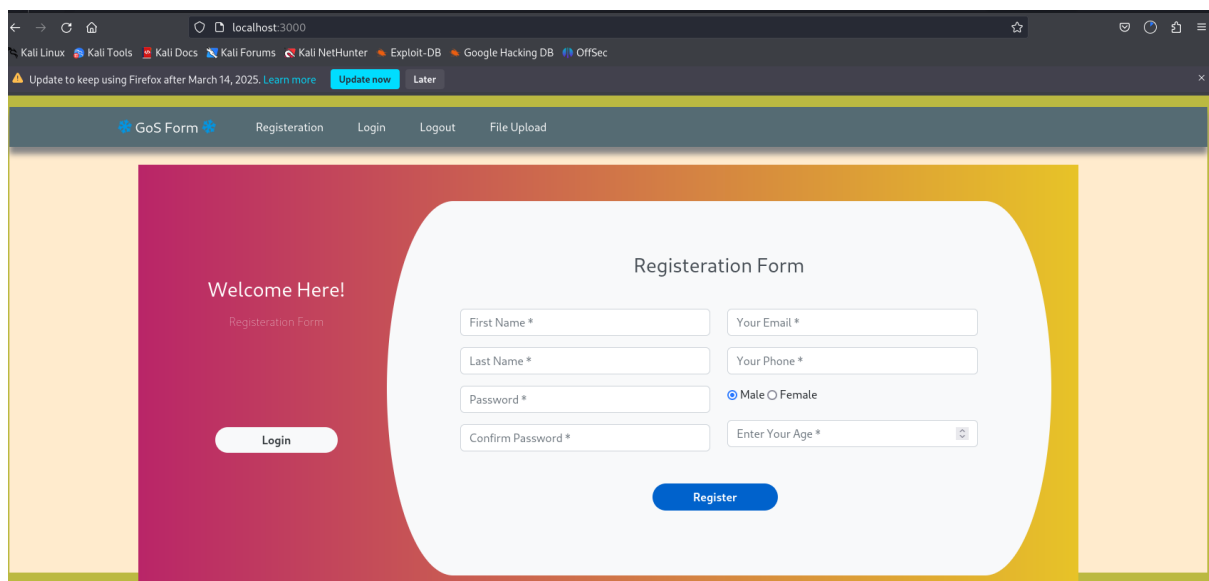 localhost:3000
Kali Linux Kali Tools Kali Docs Kali Forums Kali NetHunter Exploit-DB Google Hacking DB OffSec
Update to keep using Firefox after March 14, 2025. Learn more Update now Later
GoS Form Registeration Login Logout File Upload
Welcome Here!
Registeration Form
Login
Registeration Form
First Name * Your Email *
Last Name * Your Phone *
Password * Male Female
Confirm Password * Enter Your Age *
Register